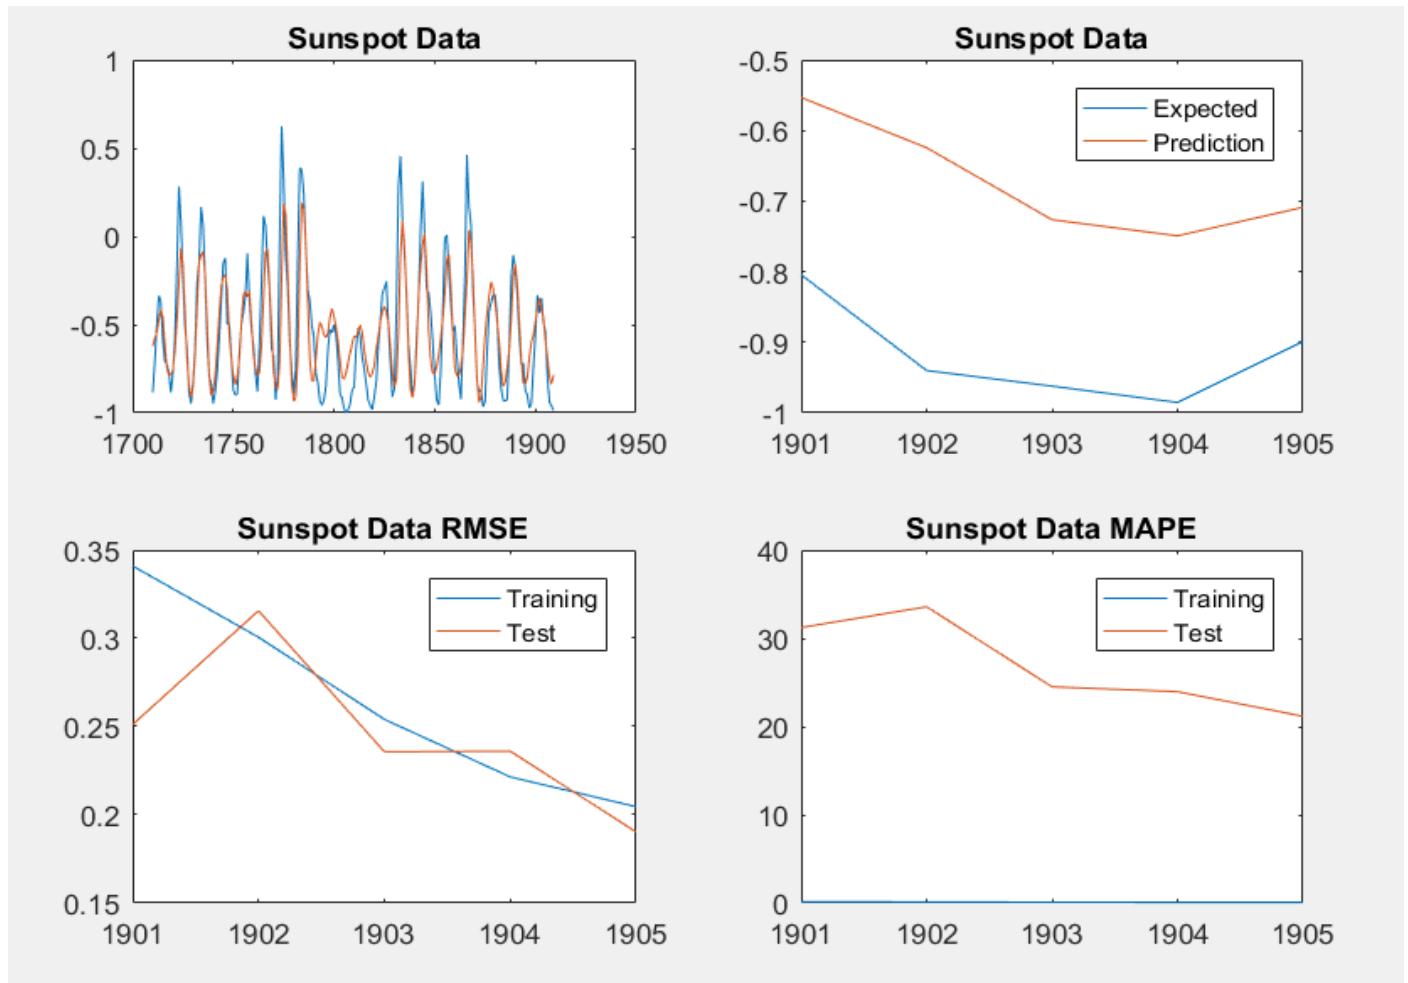 Sunspot Data
1
0.5
0
-0.5
-1
1700 1750 1800 1850 1900 1950
Sunspot Data
-0.5
-0.6
-0.7
-0.8
-0.9
-1
1901 1902 1903 1904 1905
Expected
Prediction
Sunspot Data RMSE
0.35
0.3
0.25
0.2
0.15
1901 1902 1903 1904 1905
Training
Test
Sunspot Data MAPE
40
30
20
10
0
1901 1902 1903 1904 1905
Training
Test